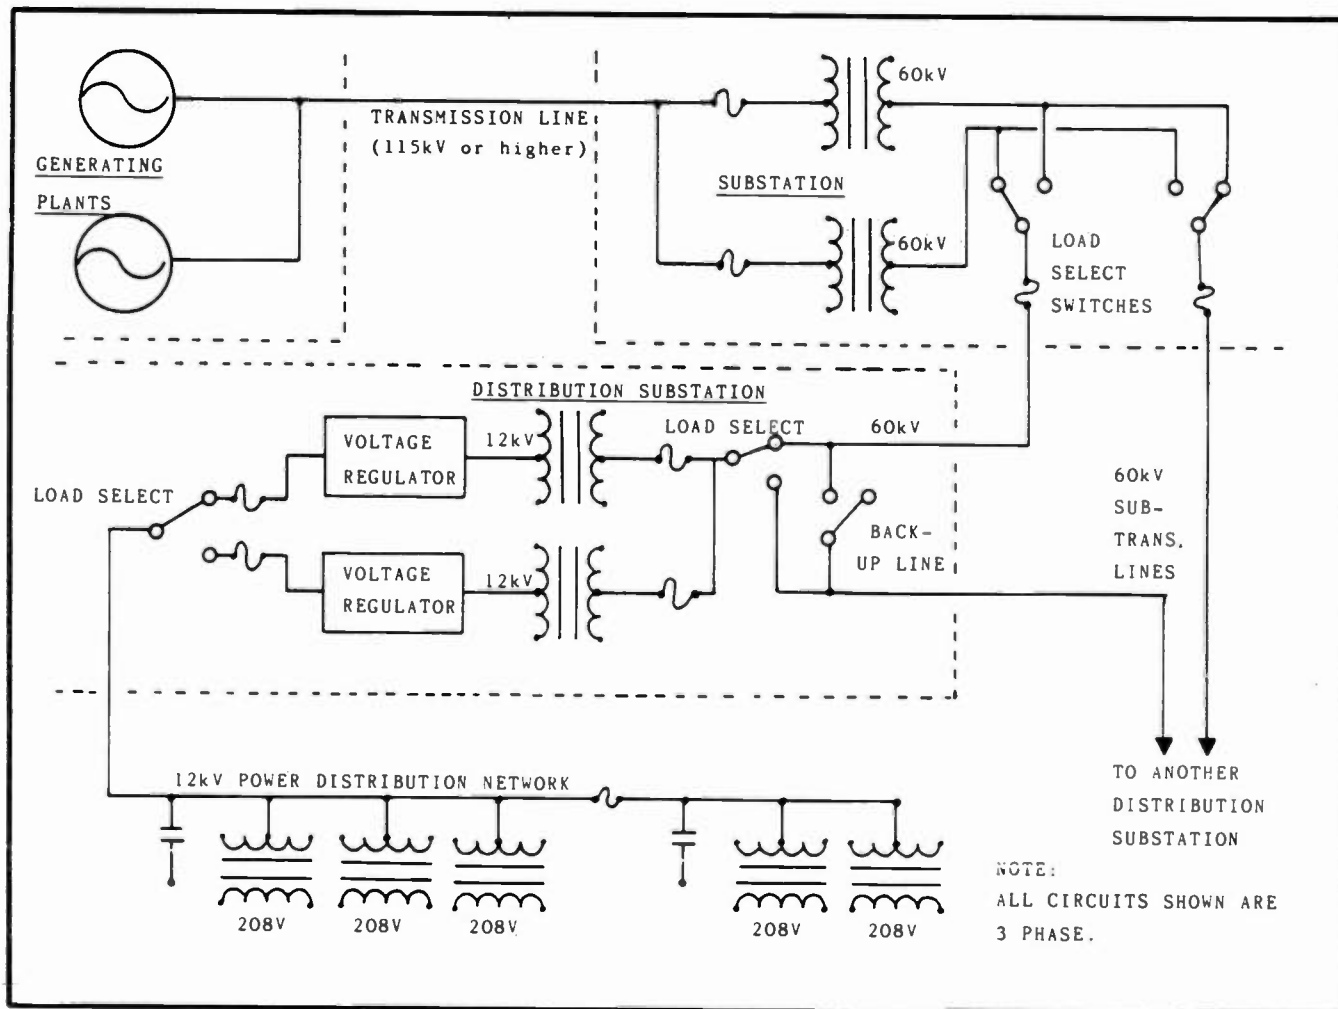 GENERATING
PLANTS
TRANSMISSION LINE
(115kV or higher)
60kV
SUBSTATION
60kV
LOAD
SELECT
SWITCHES
DISTRIBUTION SUBSTATION
LOAD SELECT
60kV
VOLTAGE
REGULATOR
12kV
LOAD SELECT
60kV
SUB-
TRANS.
LINES
BACK-
UP LINE
VOLTAGE
REGULATOR
12kV
12kV POWER DISTRIBUTION NETWORK
TO ANOTHER
DISTRIBUTION
SUBSTATION
208V
208V
208V
208V
208V
NOTE:
ALL CIRCUITS SHOWN ARE
3 PHASE.